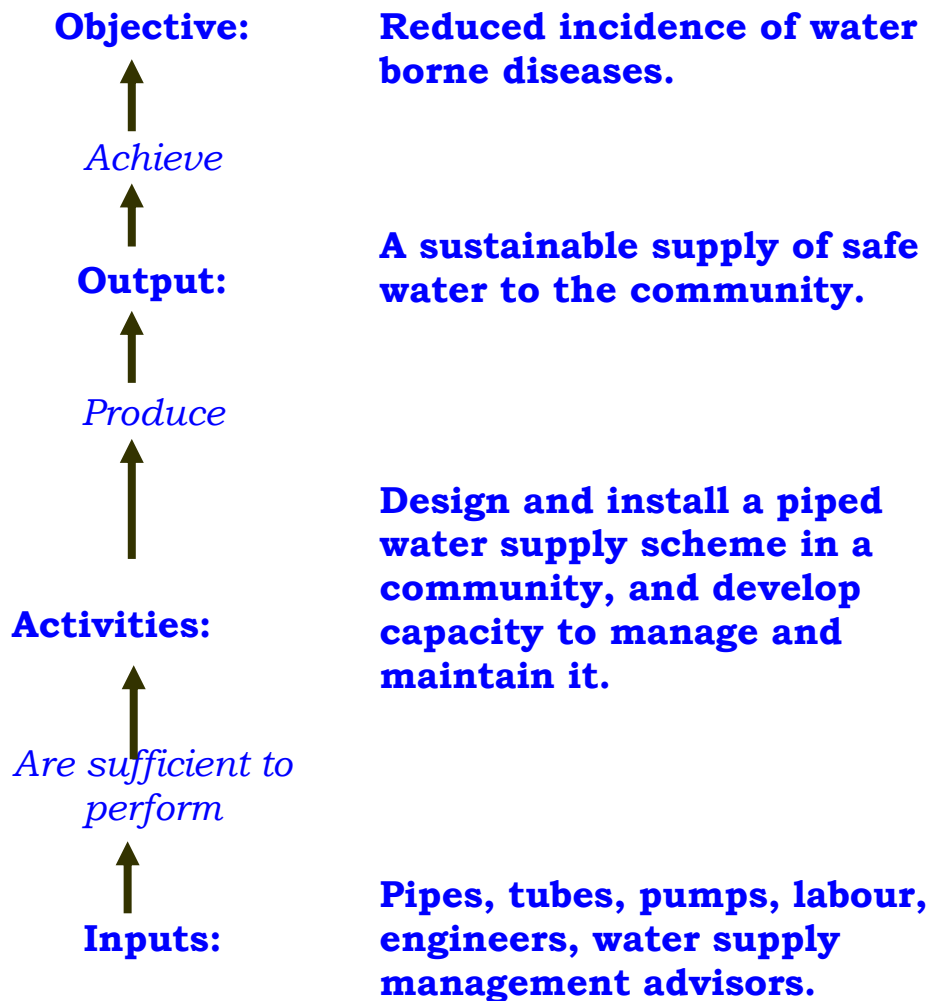 Objective:
Reduced incidence of water
borne diseases.
Achieve
Output:
A sustainable supply of safe
water to the community.
Produce
Activities:
Design and install a piped
water supply scheme in a
community, and develop
capacity to manage and
maintain it.
Are sufficient to
perform
Inputs:
Pipes, tubes, pumps, labour,
engineers, water supply
management advisors.